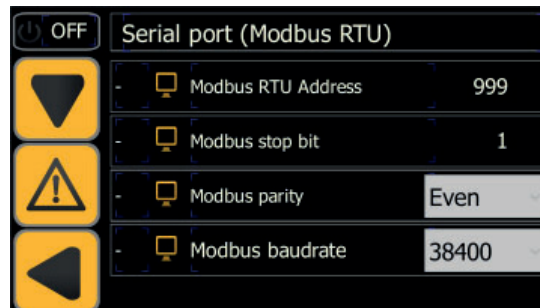 OFF
Serial port (Modbus RTU)
- Modbus RTU Address 999
- Modbus stop bit 1
- Modbus parity Even
- Modbus baudrate 38400